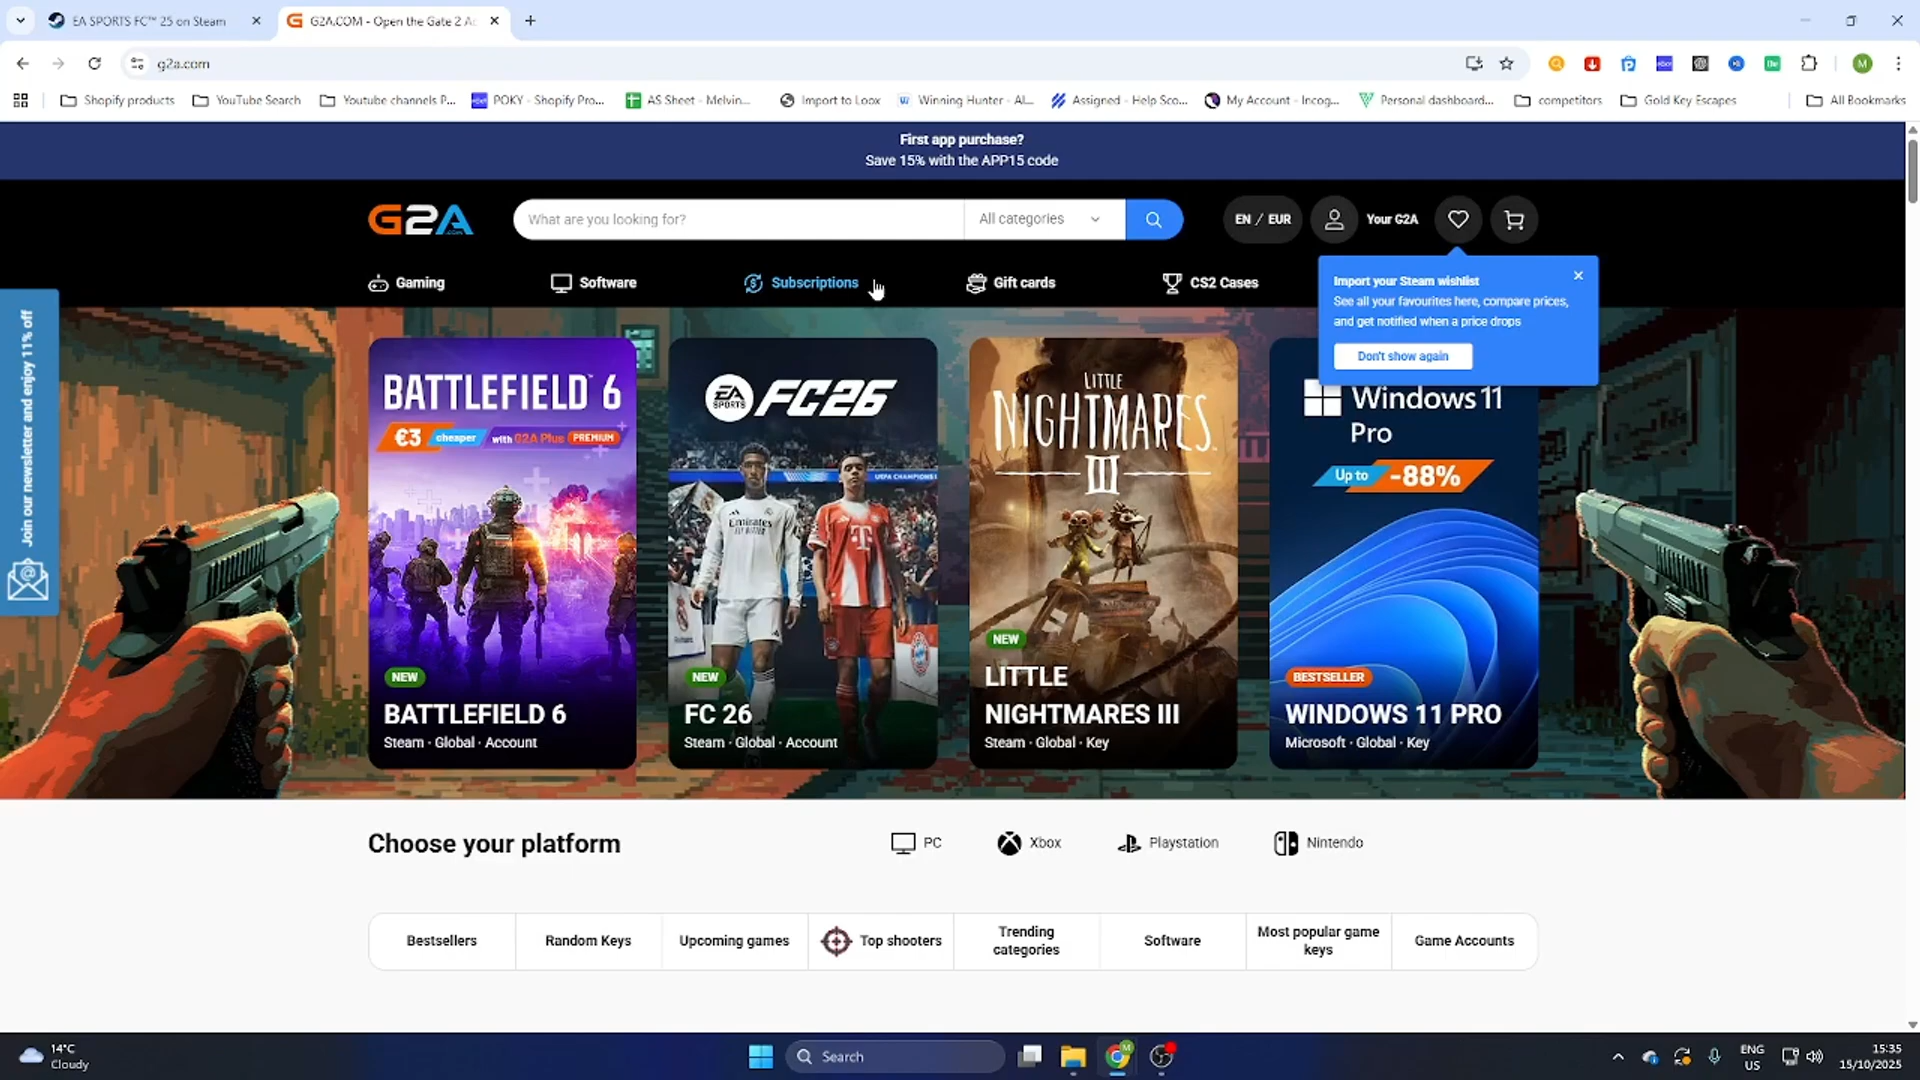 EA SPORTS FC™ 25 on Steam
G2A.COM - Open the Gate 2 Ac
g2a.com
Shopify products
YouTube Search
Youtube channels P...
POKY - Shopify Pro...
AS Sheet - Melvin...
Import to Loox
Winning Hunter - Al...
Assigned - Help Sco...
My Account - Incog...
Personal dashboard...
competitors
Gold Key Escapes
All Bookmarks
First app purchase?
Save 15% with the APP15 code
G2A
What are you looking for?
All categories
EN / EUR
Your G2A
Gaming
Software
Subscriptions
Gift cards
CS2 Cases
Import your Steam wishlist
See all your favourites here, compare prices,
and get notified when a price drops
Don't show again
Join our newsletter and enjoy 11% off
BATTLEFIELD 6
€3 cheaper with G2A Plus PREMIUM
NEW
BATTLEFIELD 6
Steam · Global · Account
EA SPORTS FC26
UEFA CHAMPIONS
Emirates
FLY BETTER
NEW
FC 26
Steam · Global · Account
LITTLE
NIGHTMARES
III
NEW
LITTLE
NIGHTMARES III
Steam · Global · Key
Windows 11
Pro
Up to -88%
BESTSELLER
WINDOWS 11 PRO
Microsoft · Global · Key
Choose your platform
PC
Xbox
Playstation
Nintendo
Bestsellers
Random Keys
Upcoming games
Top shooters
Trending
categories
Software
Most popular game
keys
Game Accounts
14°C
Cloudy
Search
ENG
US
15:35
15/10/2025